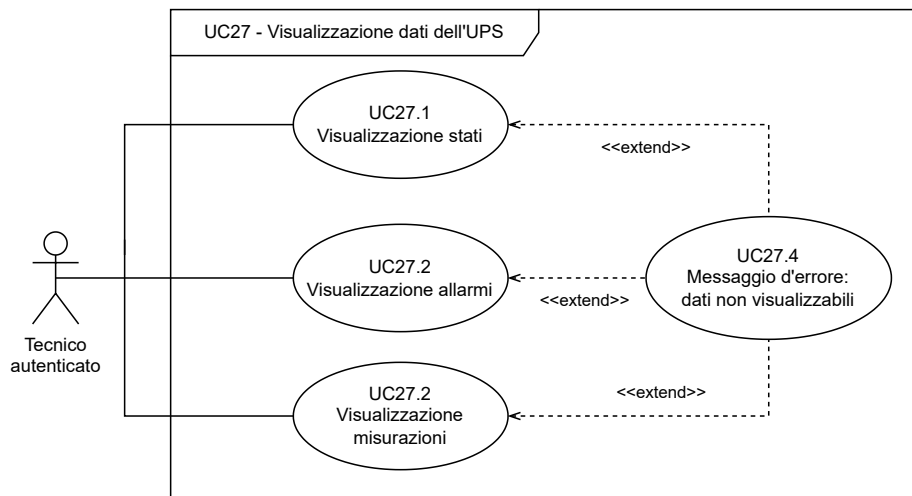 UC27 - Visualizzazione dati dell'UPS
UC27.1
Visualizzazione stati
<<extend>>
UC27.2
Visualizzazione allarmi
<<extend>>
UC27.4
Messaggio d'errore:
dati non visualizzabili
Tecnico
autenticato
UC27.2
Visualizzazione
misurazioni
<<extend>>